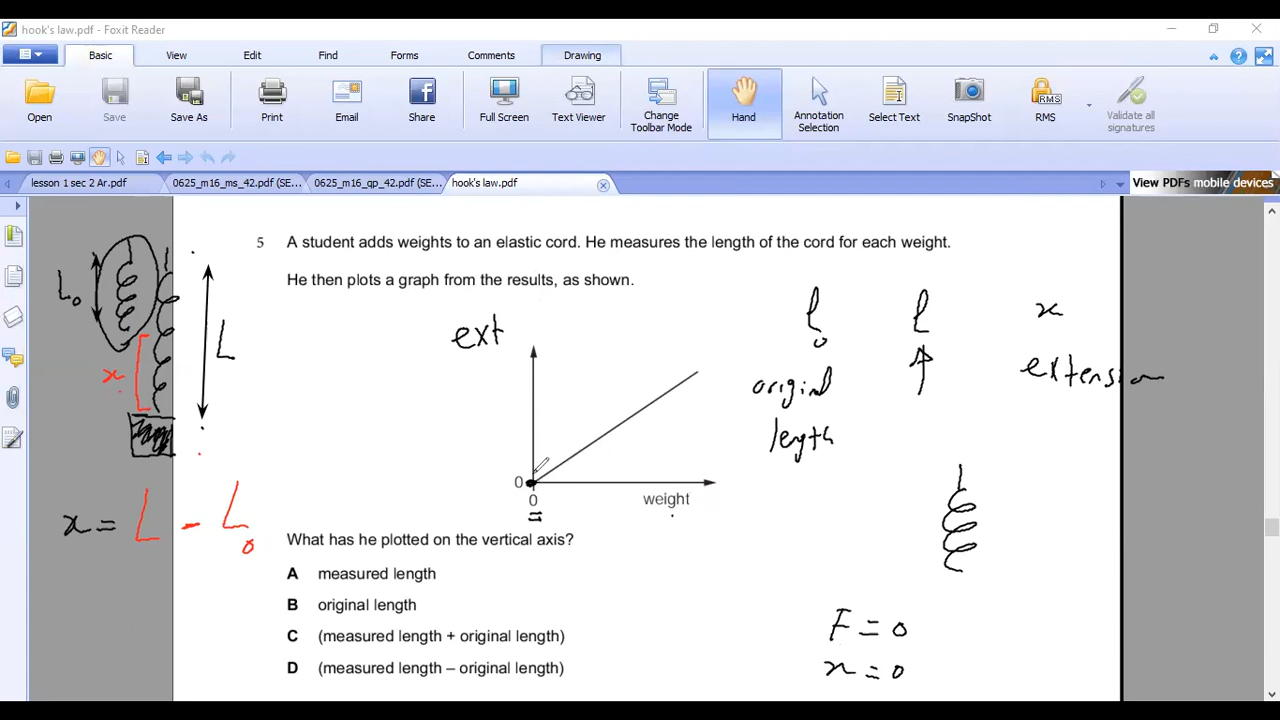 hook's law.pdf - Foxit Reader
Basic View Edit Find Forms Comments Drawing
Open Save Save As Print Email Share Full Screen Text Viewer Change Toolbar Mode Hand Annotation Selection Select Text SnapShot RMS Validate all signatures
lesson 1 sec 2 Ar.pdf 0625_m16_ms_42.pdf (SE... 0625_m16_qp_42.pdf (SE... hook's law.pdf View PDFs mobile devices
5 A student adds weights to an elastic cord. He measures the length of the cord for each weight.
He then plots a graph from the results, as shown.
L0
L
x
x = L - L0
ext
0
0
weight
l0 l x
original length
extension
What has he plotted on the vertical axis?
A measured length
B original length
C (measured length + original length)
D (measured length – original length)
F = 0
x = 0